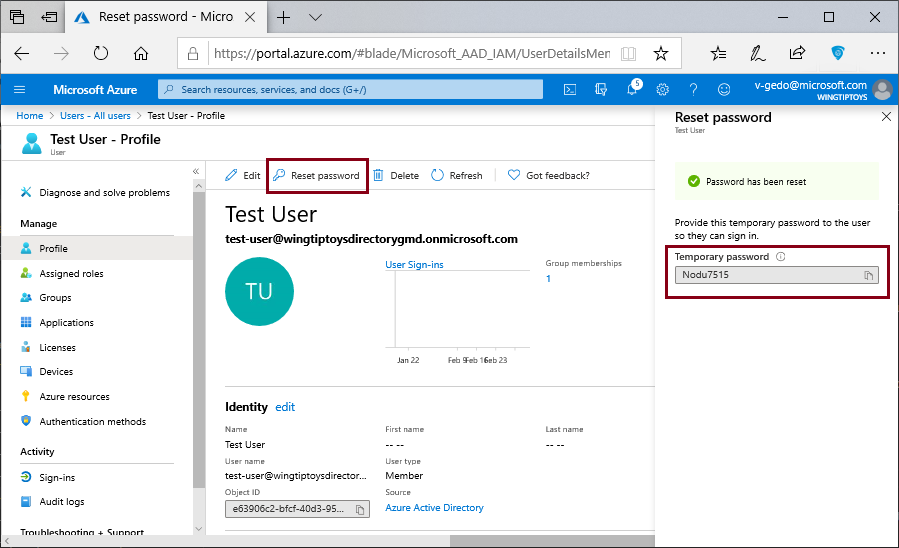 Reset password - Micro.
https://portal.azure.com/#blade/Microsoft_AAD_IAM/UserDetailsMen
Microsoft Azure
Search resources, services, and docs (G+/)
5
v-gedo@microsoft.com
WINGTIPTOYS
Home > Users - All users > Test User - Profile
Test User - Profile
User
Diagnose and solve problems
Manage
Profile
Assigned roles
Groups
Applications
Licenses
Devices
Azure resources
Authentication methods
Activity
Sign-ins
Audit logs
Troubleshooting + Support
Edit
Reset password
Delete
Refresh
Got feedback?
Test User
test-user@wingtiptoysdirectorygmd.onmicrosoft.com
TU
User Sign-ins
Jan 22
Feb 9
Feb 16
Feb 23
Group memberships
1
Identity edit
Name
Test User
First name
-- --
Last name
-- --
User name
test-user@wingtiptoysdirector...
User type
Member
Object ID
e63906c2-bfcf-40d3-95...
Source
Azure Active Directory
Reset password
Test User
Password has been reset
Provide this temporary password to the user
so they can sign in.
Temporary password
Nodu7515